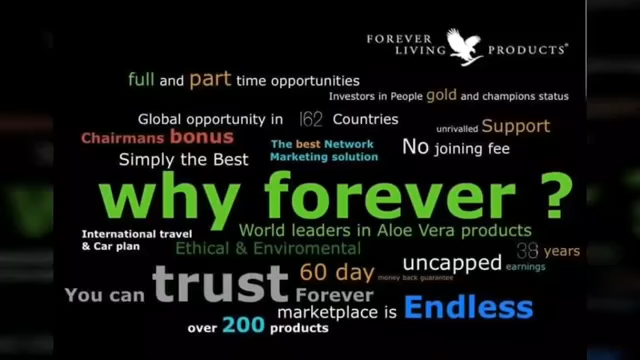 FOREVER
LIVING PRODUCTS
full and part time opportunities
Investors in People gold and champions status
Global opportunity in 162 Countries
unrivalled Support
Chairmans bonus
The best Network
Marketing solution
No joining fee
Simply the Best
why forever ?
International travel
& Car plan
World leaders in Aloe Vera products
Ethical & Enviromental
38 years
uncapped
earnings
60 day
money back guarantee
You can trust Forever
marketplace is Endless
over 200 products